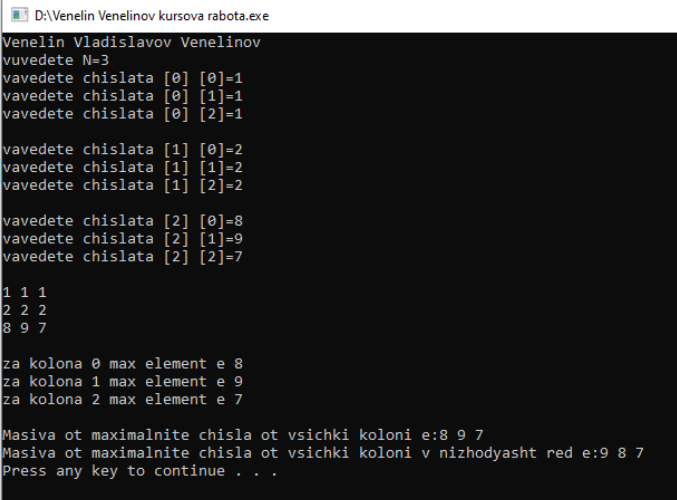 D:\Venelin Venelinov kursova rabota.exe
Venelin Vladislavov Venelinov
vuvedete N=3
vavedete chislata [0] [0]=1
vavedete chislata [0] [1]=1
vavedete chislata [0] [2]=1
vavedete chislata [1] [0]=2
vavedete chislata [1] [1]=2
vavedete chislata [1] [2]=2
vavedete chislata [2] [0]=8
vavedete chislata [2] [1]=9
vavedete chislata [2] [2]=7
1 1 1
2 2 2
8 9 7
za kolona 0 max element e 8
za kolona 1 max element e 9
za kolona 2 max element e 7
Masiva ot maximalnite chisla ot vsichki koloni e:8 9 7
Masiva ot maximalnite chisla ot vsichki koloni v nizhodyasht red e:9 8 7
Press any key to continue . . .